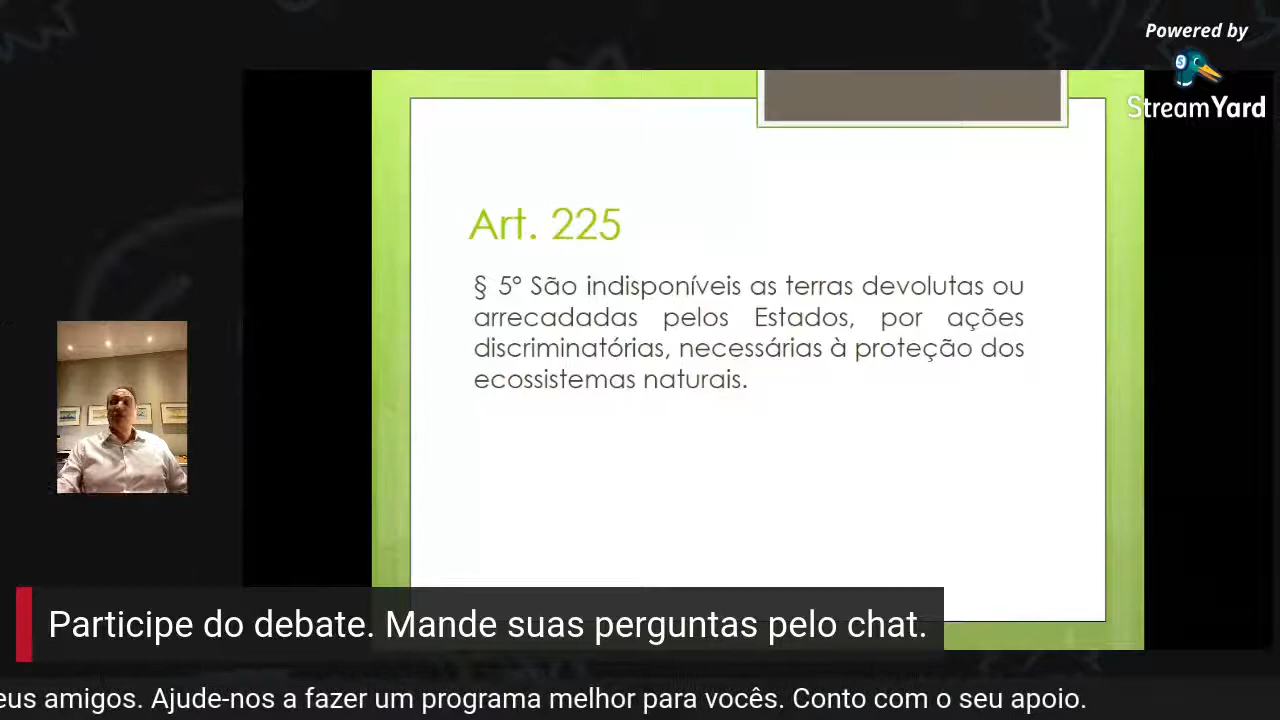 Powered by
StreamYard
Art. 225
§ 5º São indisponíveis as terras devolutas ou
arrecadadas pelos Estados, por ações
discriminatórias, necessárias à proteção dos
ecossistemas naturais.
Participe do debate. Mande suas perguntas pelo chat.
eus amigos. Ajude-nos a fazer um programa melhor para vocês. Conto com o seu apoio.